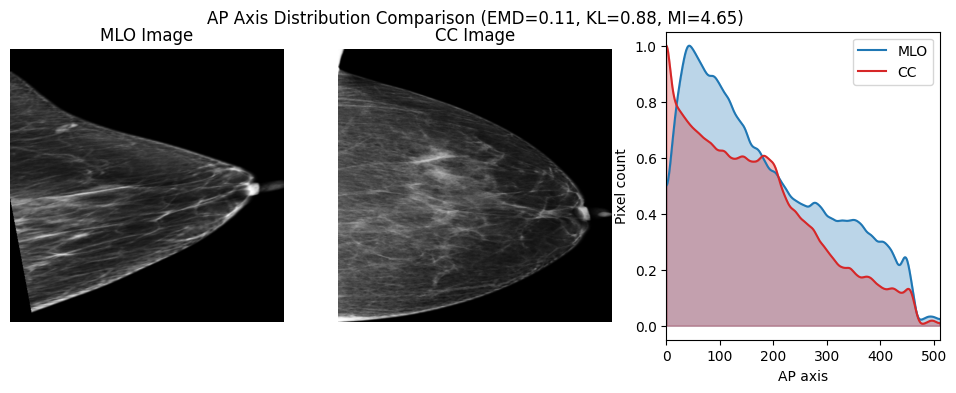 AP Axis Distribution Comparison (EMD=0.11, KL=0.88, MI=4.65)
MLO Image
CC Image
MLO
CC
Pixel count
1.0
0.8
0.6
0.4
0.2
0.0
0 100 200 300 400 500
AP axis